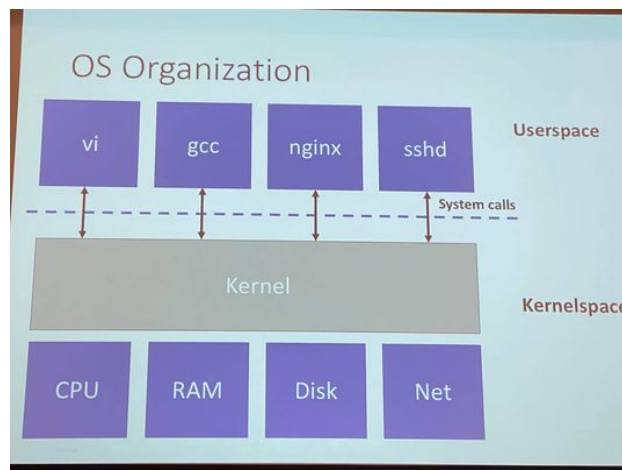 OS Organization
vi
gcc
nginx
sshd
Userspace
System calls
Kernel
Kernelspace
CPU
RAM
Disk
Net